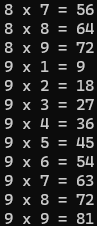 8 x 7 = 56
8 x 8 = 64
8 x 9 = 72
9 x 1 = 9
9 x 2 = 18
9 x 3 = 27
9 x 4 = 36
9 x 5 = 45
9 x 6 = 54
9 x 7 = 63
9 x 8 = 72
9 x 9 = 81